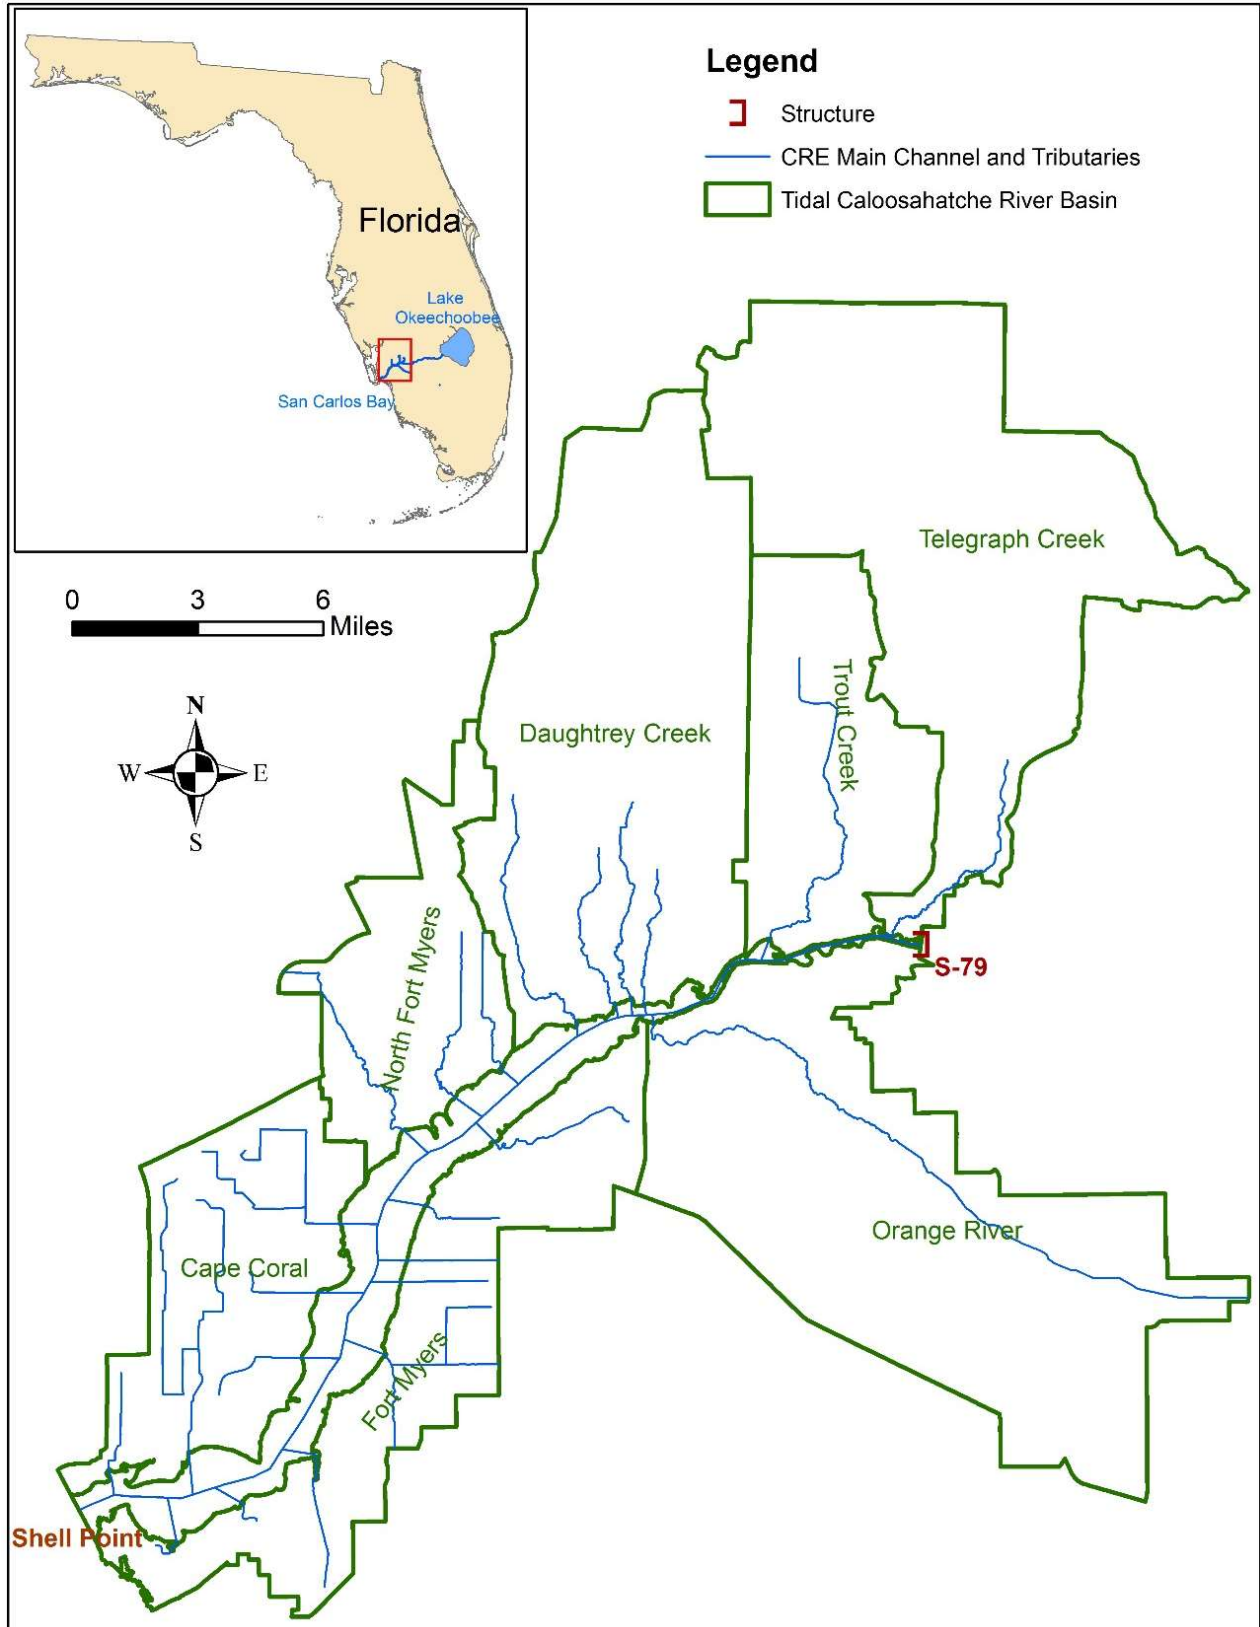 Legend
Structure
CRE Main Channel and Tributaries
Tidal Caloosahatche River Basin
Florida
Lake
Okeechoobee
San Carlos Bay
0 3 6
Miles
N
W E
S
Telegraph Creek
Trout Creek
Daughtrey Creek
North Fort Myers
S-79
Orange River
Cape Coral
Fort Myers
Shell Point